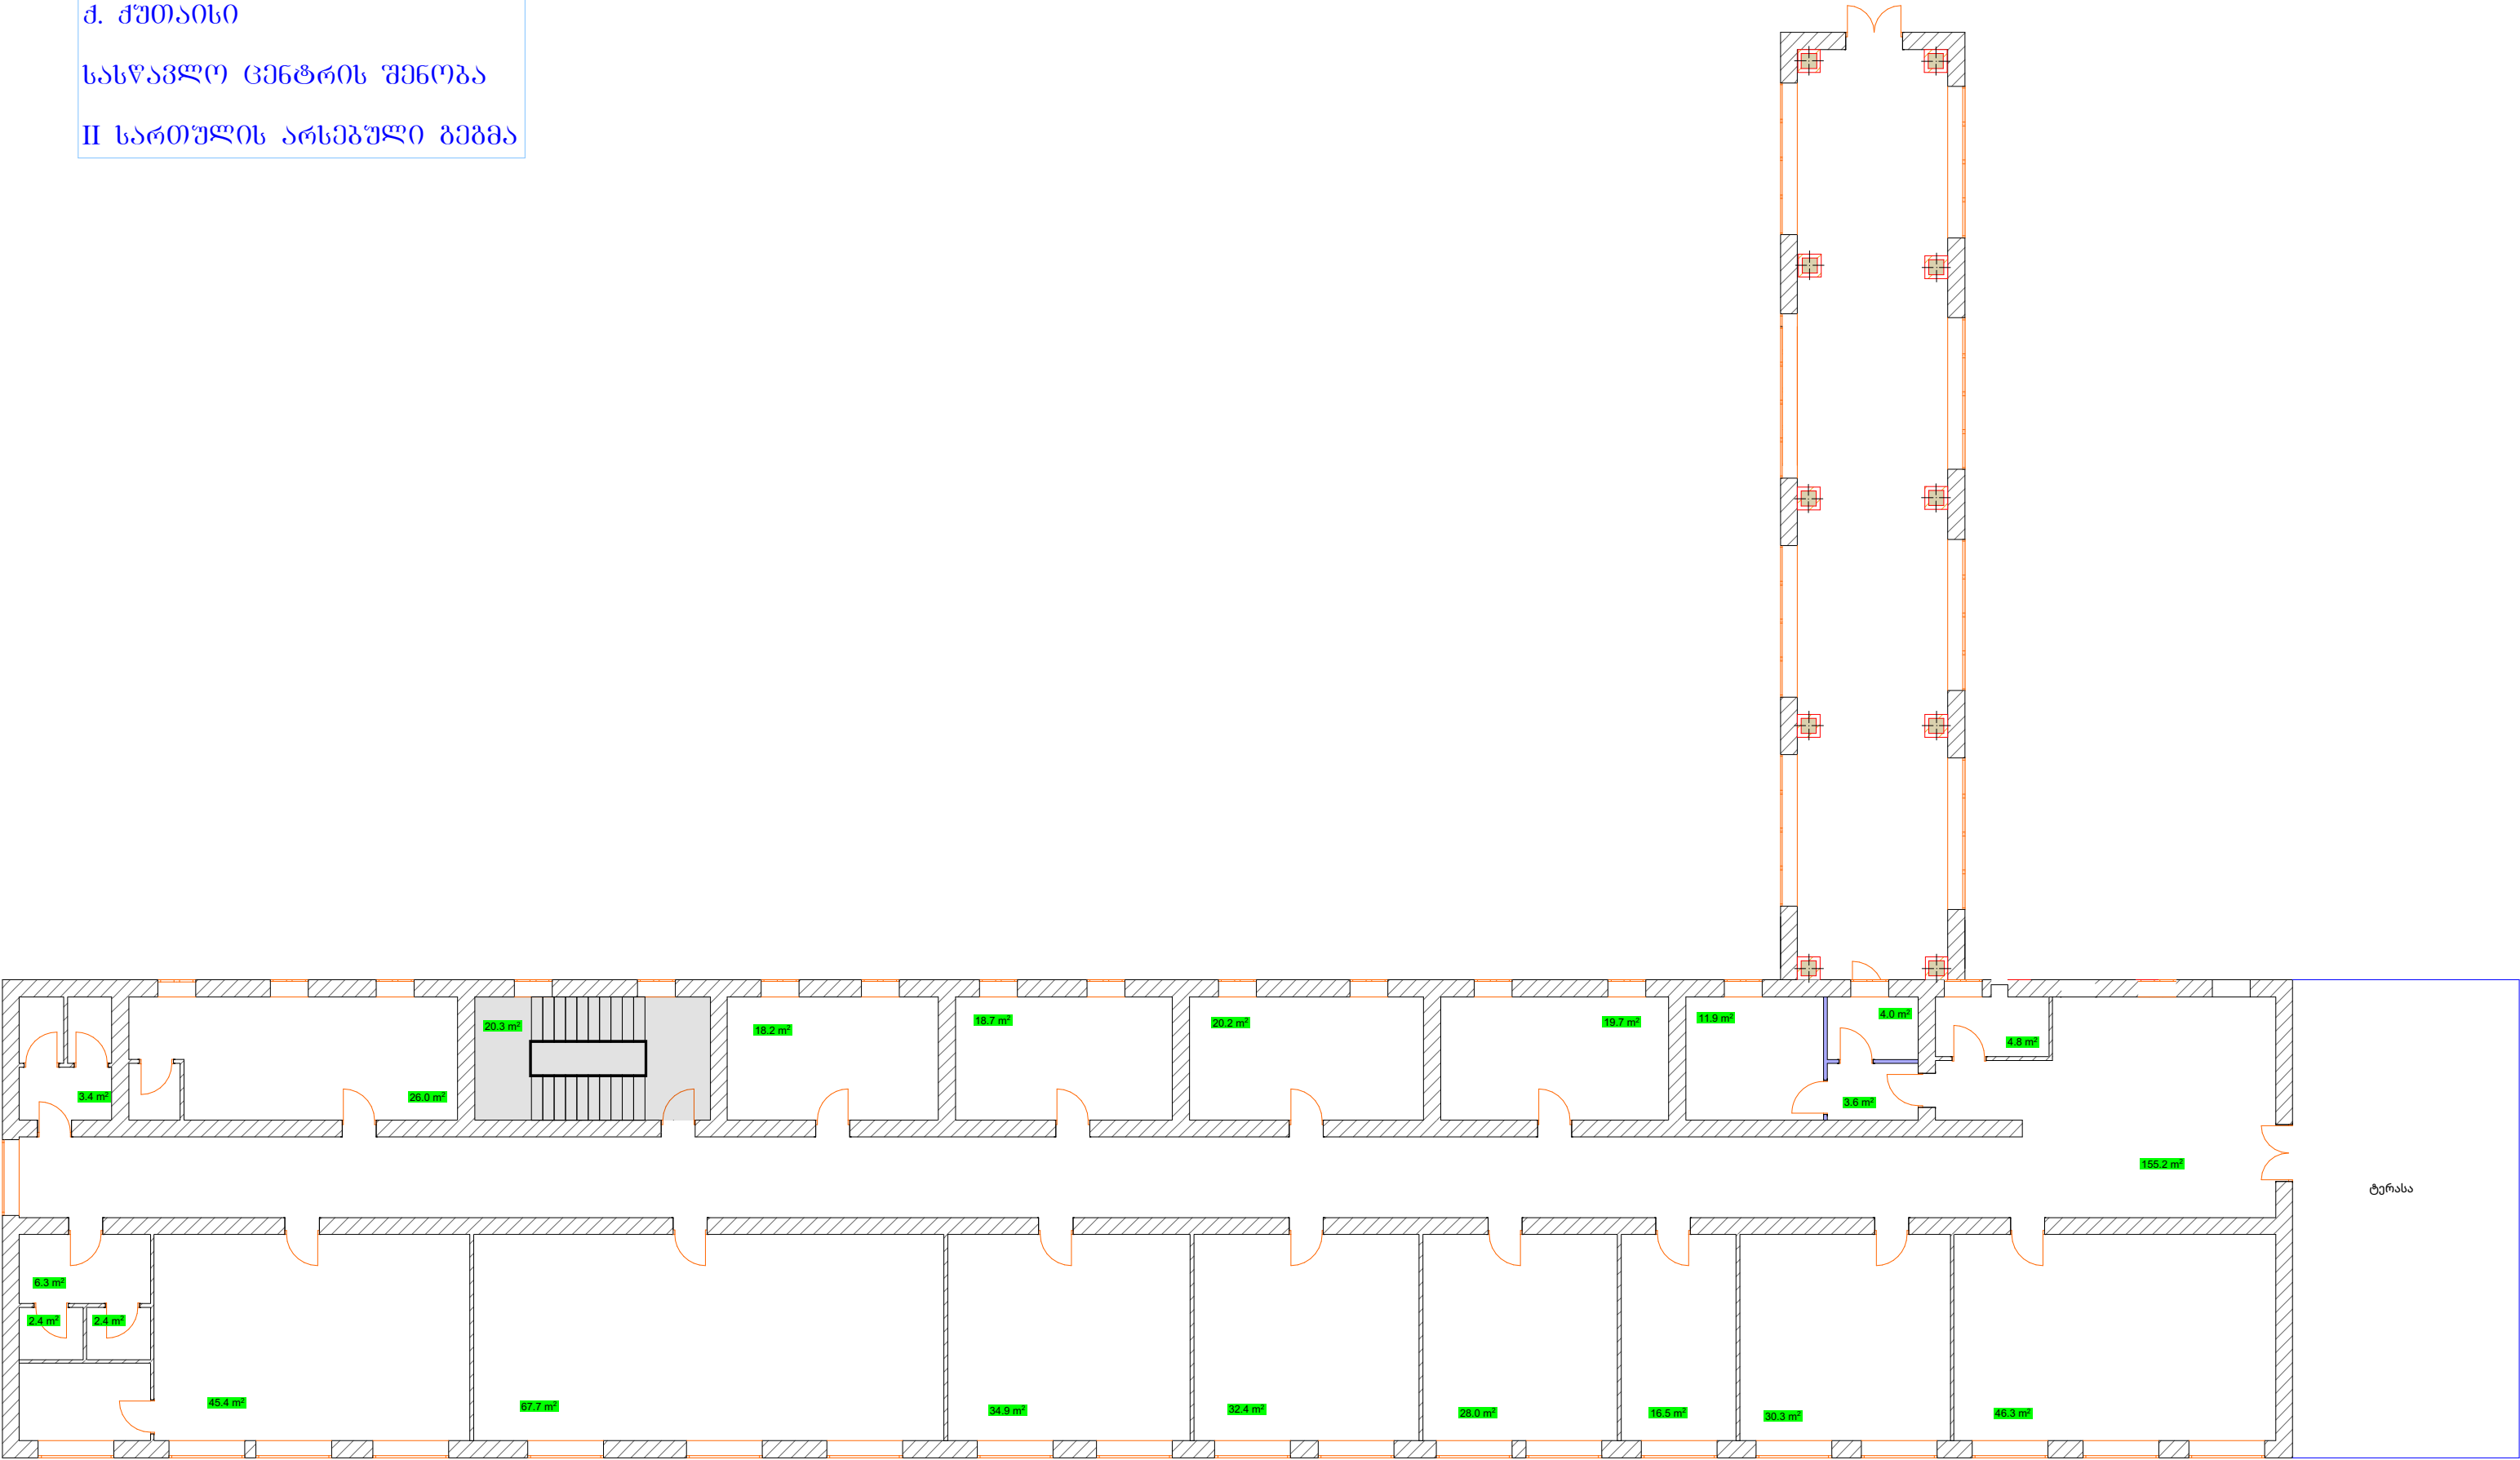 ქ. ქუთაისი
სასწავლო ცენტრის შენობა
II სართულის არსებული გეგმა
4.0 m²
11.9 m²
18.7 m²
19.7 m²
20.2 m²
20.3 m²
18.2 m²
4.8 m²
3.4 m²
26.0 m²
3.6 m²
155.2 m²
ტერასა
6.3 m²
2.4 m²
2.4 m²
45.4 m²
67.7 m²
34.9 m²
32.4 m²
28.0 m²
16.5 m²
30.3 m²
46.3 m²